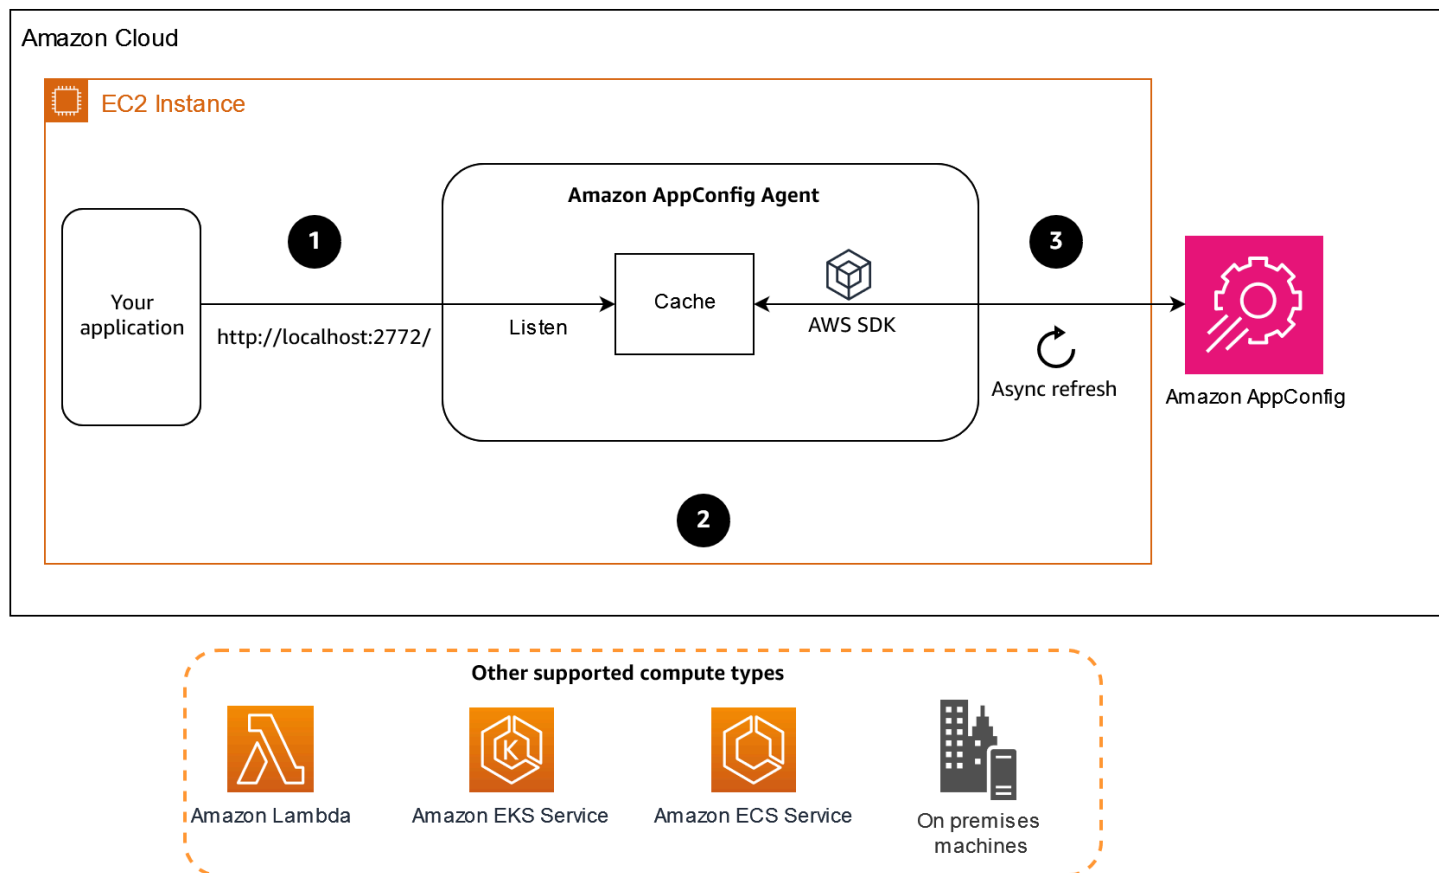 Amazon Cloud
EC2 Instance
Amazon AppConfig Agent
1
3
Your
application
http://localhost:2772/
Listen
Cache
AWS SDK
Async refresh
Amazon AppConfig
2
Other supported compute types
K
Amazon Lambda
Amazon EKS Service
Amazon ECS Service
On premises
machines